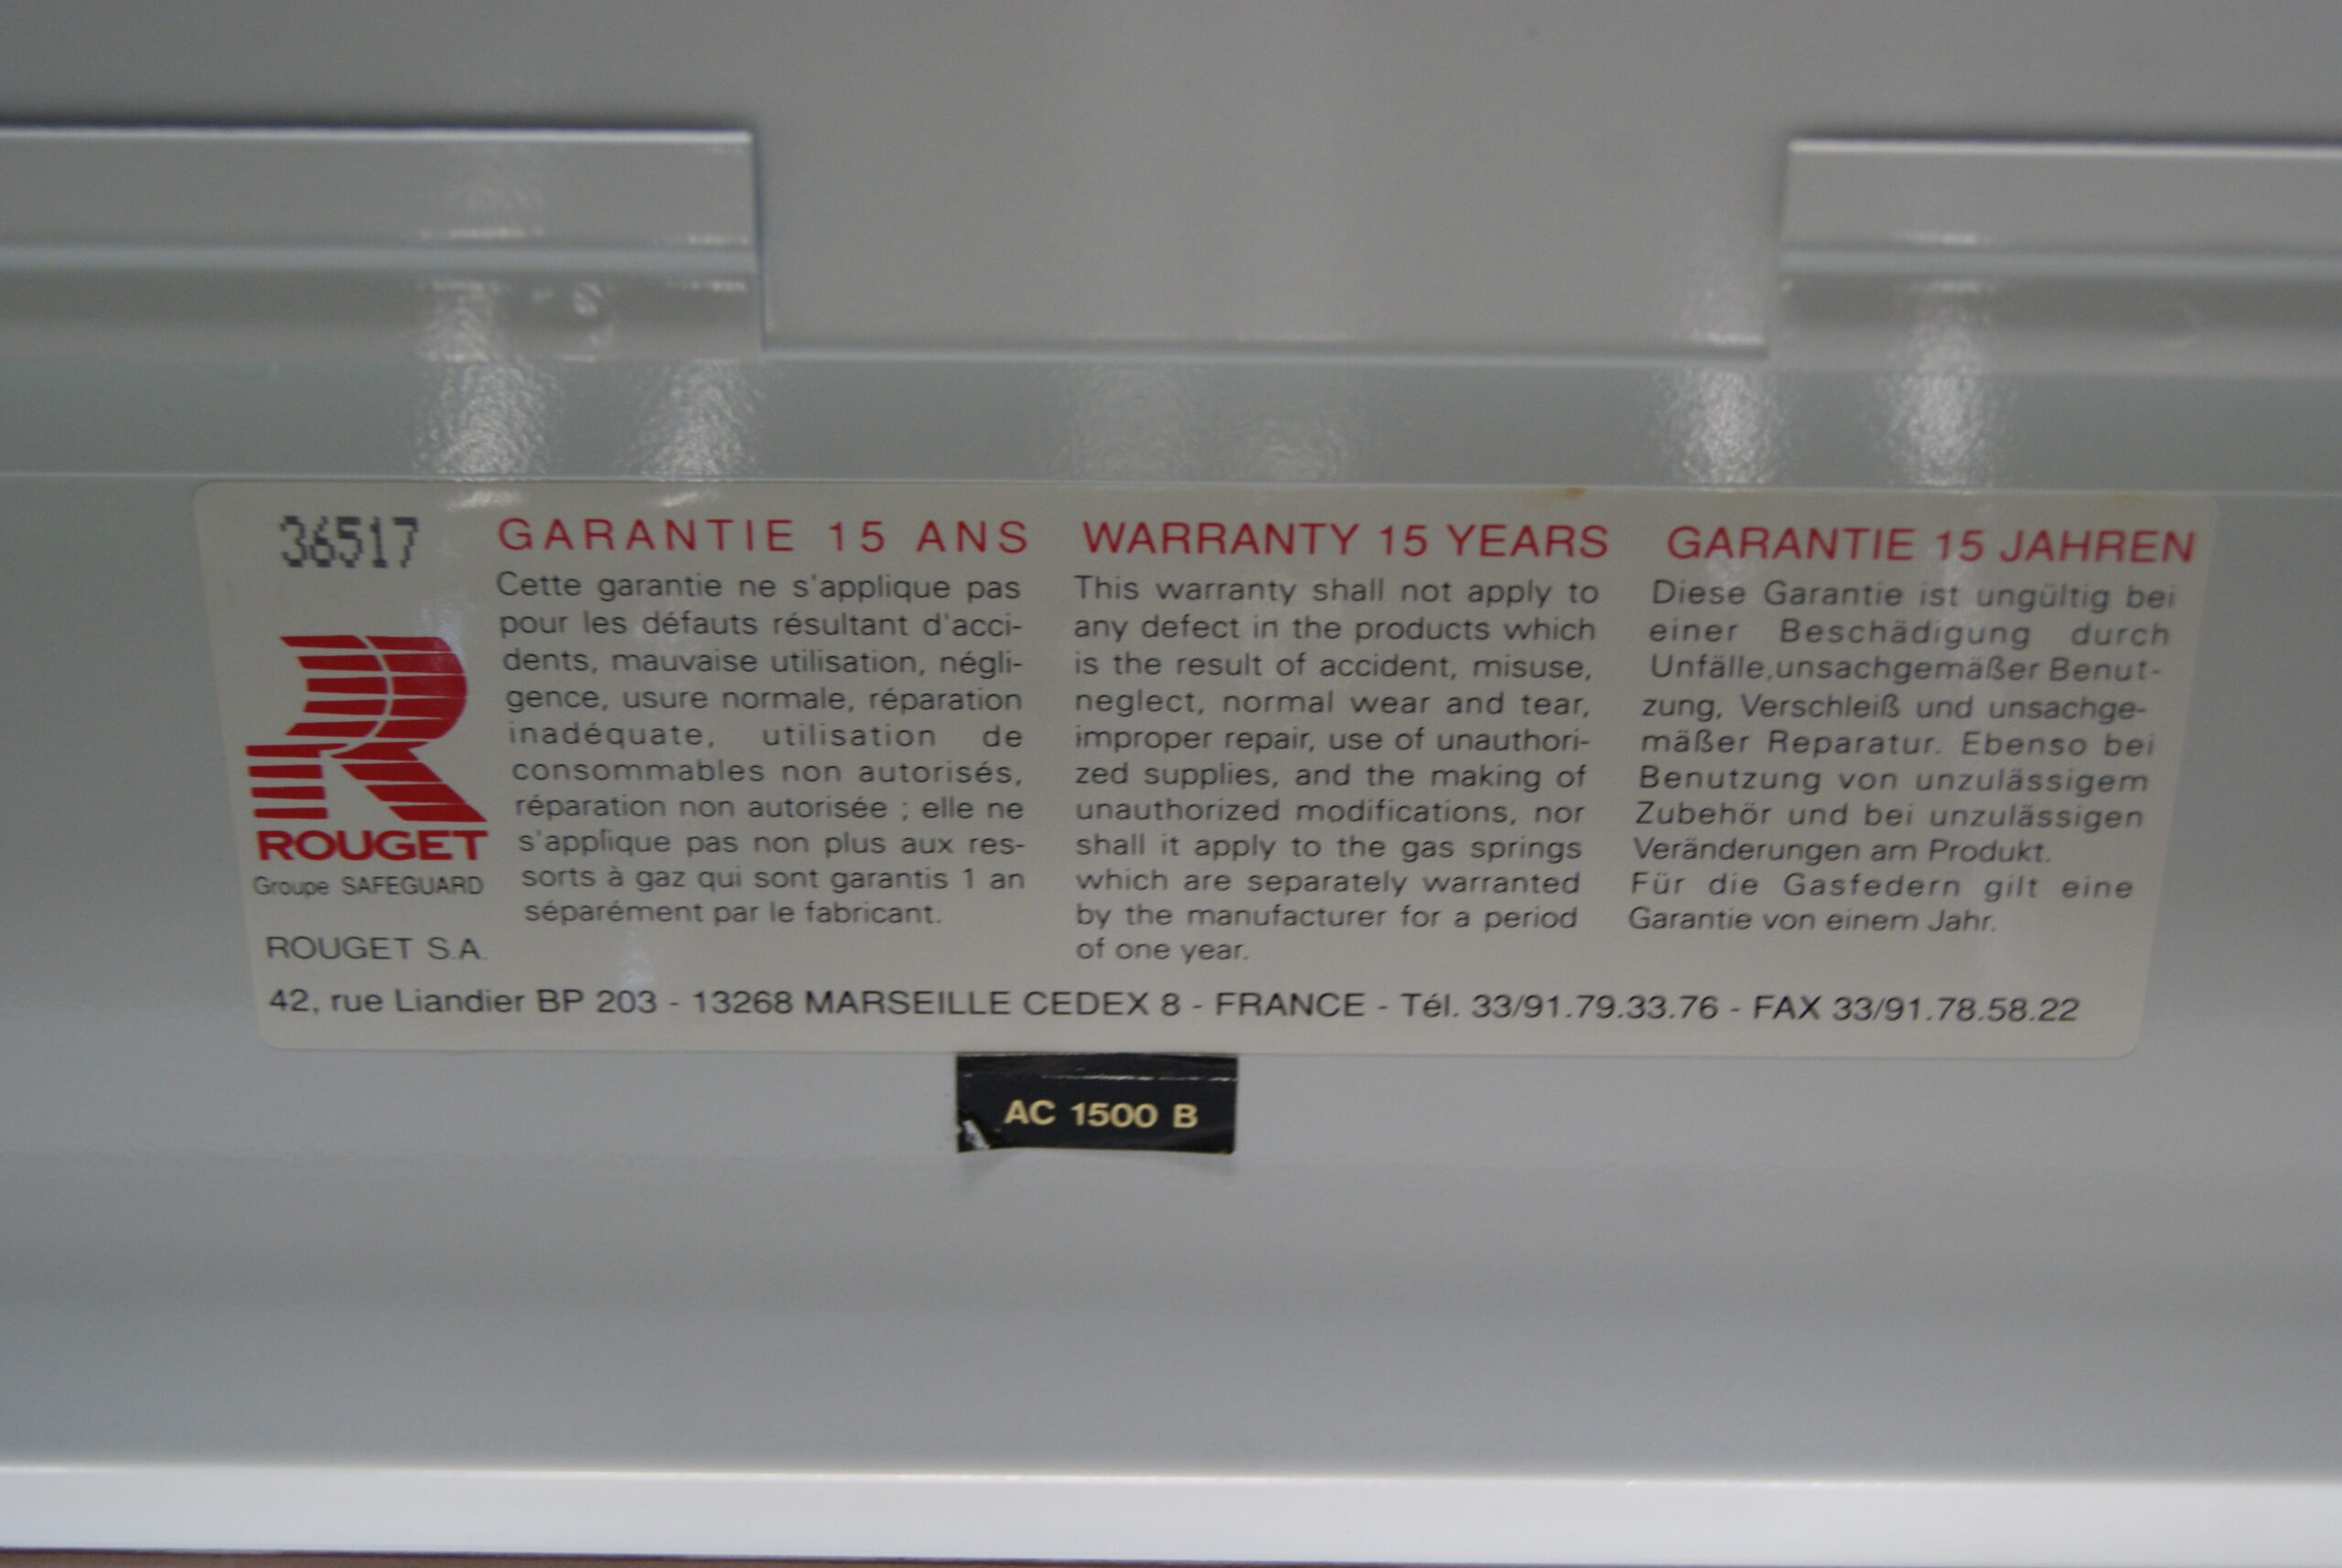 36517
ROUGET
Groupe SAFEGUARD
ROUGET S.A.
GARANTIE 15 ANS
Cette garantie ne s'applique pas
pour les défauts résultant d'acci-
dents, mauvaise utilisation, négli-
gence, usure normale, réparation
inadéquate, utilisation de
consommables non autorisés,
réparation non autorisée ; elle ne
s'applique pas non plus aux res-
sorts à gaz qui sont garantis 1 an
séparément par le fabricant.
WARRANTY 15 YEARS
This warranty shall not apply to
any defect in the products which
is the result of accident, misuse,
neglect, normal wear and tear,
improper repair, use of unauthori-
zed supplies, and the making of
unauthorized modifications, nor
shall it apply to the gas springs
which are separately warranted
by the manufacturer for a period
of one year.
GARANTIE 15 JAHREN
Diese Garantie ist ungültig bei
einer Beschädigung durch
Unfälle,unsachgemäßer Benut-
zung, Verschleiß und unsachge-
mäßer Reparatur. Ebenso bei
Benutzung von unzulässigem
Zubehör und bei unzulässigen
Veränderungen am Produkt.
Für die Gasfedern gilt eine
Garantie von einem Jahr.
42, rue Liandier BP 203 - 13268 MARSEILLE CEDEX 8 - FRANCE - Tél. 33/91.79.33.76 - FAX 33/91.78.58.22
AC 1500 B